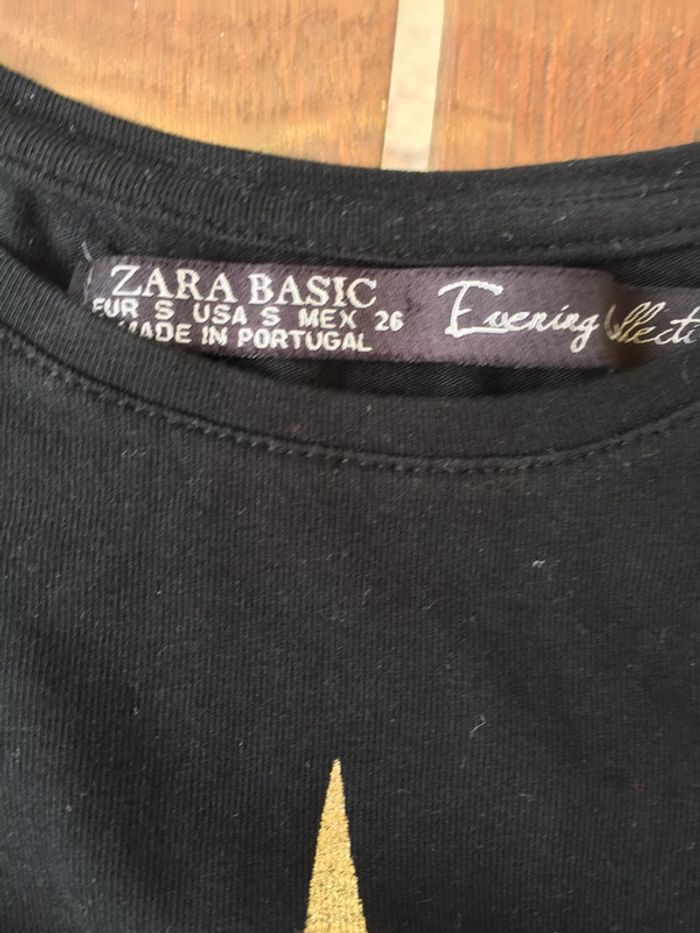 ZARA BASIC
EUR S USA S MEX 26
MADE IN PORTUGAL
Evening